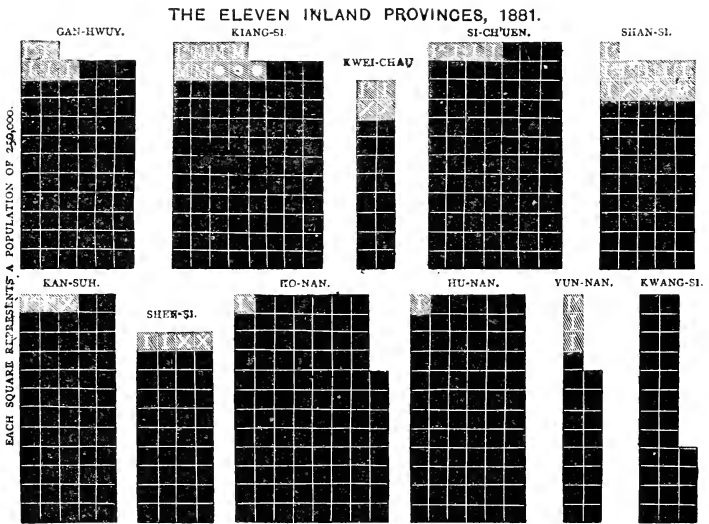 THE ELEVEN INLAND PROVINCES, 1881.
GAN-HWUY.
KIANG-SI.
KWEI-CHAU
SI-CH'UEN.
SHAN-SI.
EACH SQUARE REPRESENTS A POPULATION OF 250,000.
KAN-SUH.
SHEN-SI.
HO-NAN.
HU-NAN.
YUN-NAN.
KWANG-SI.